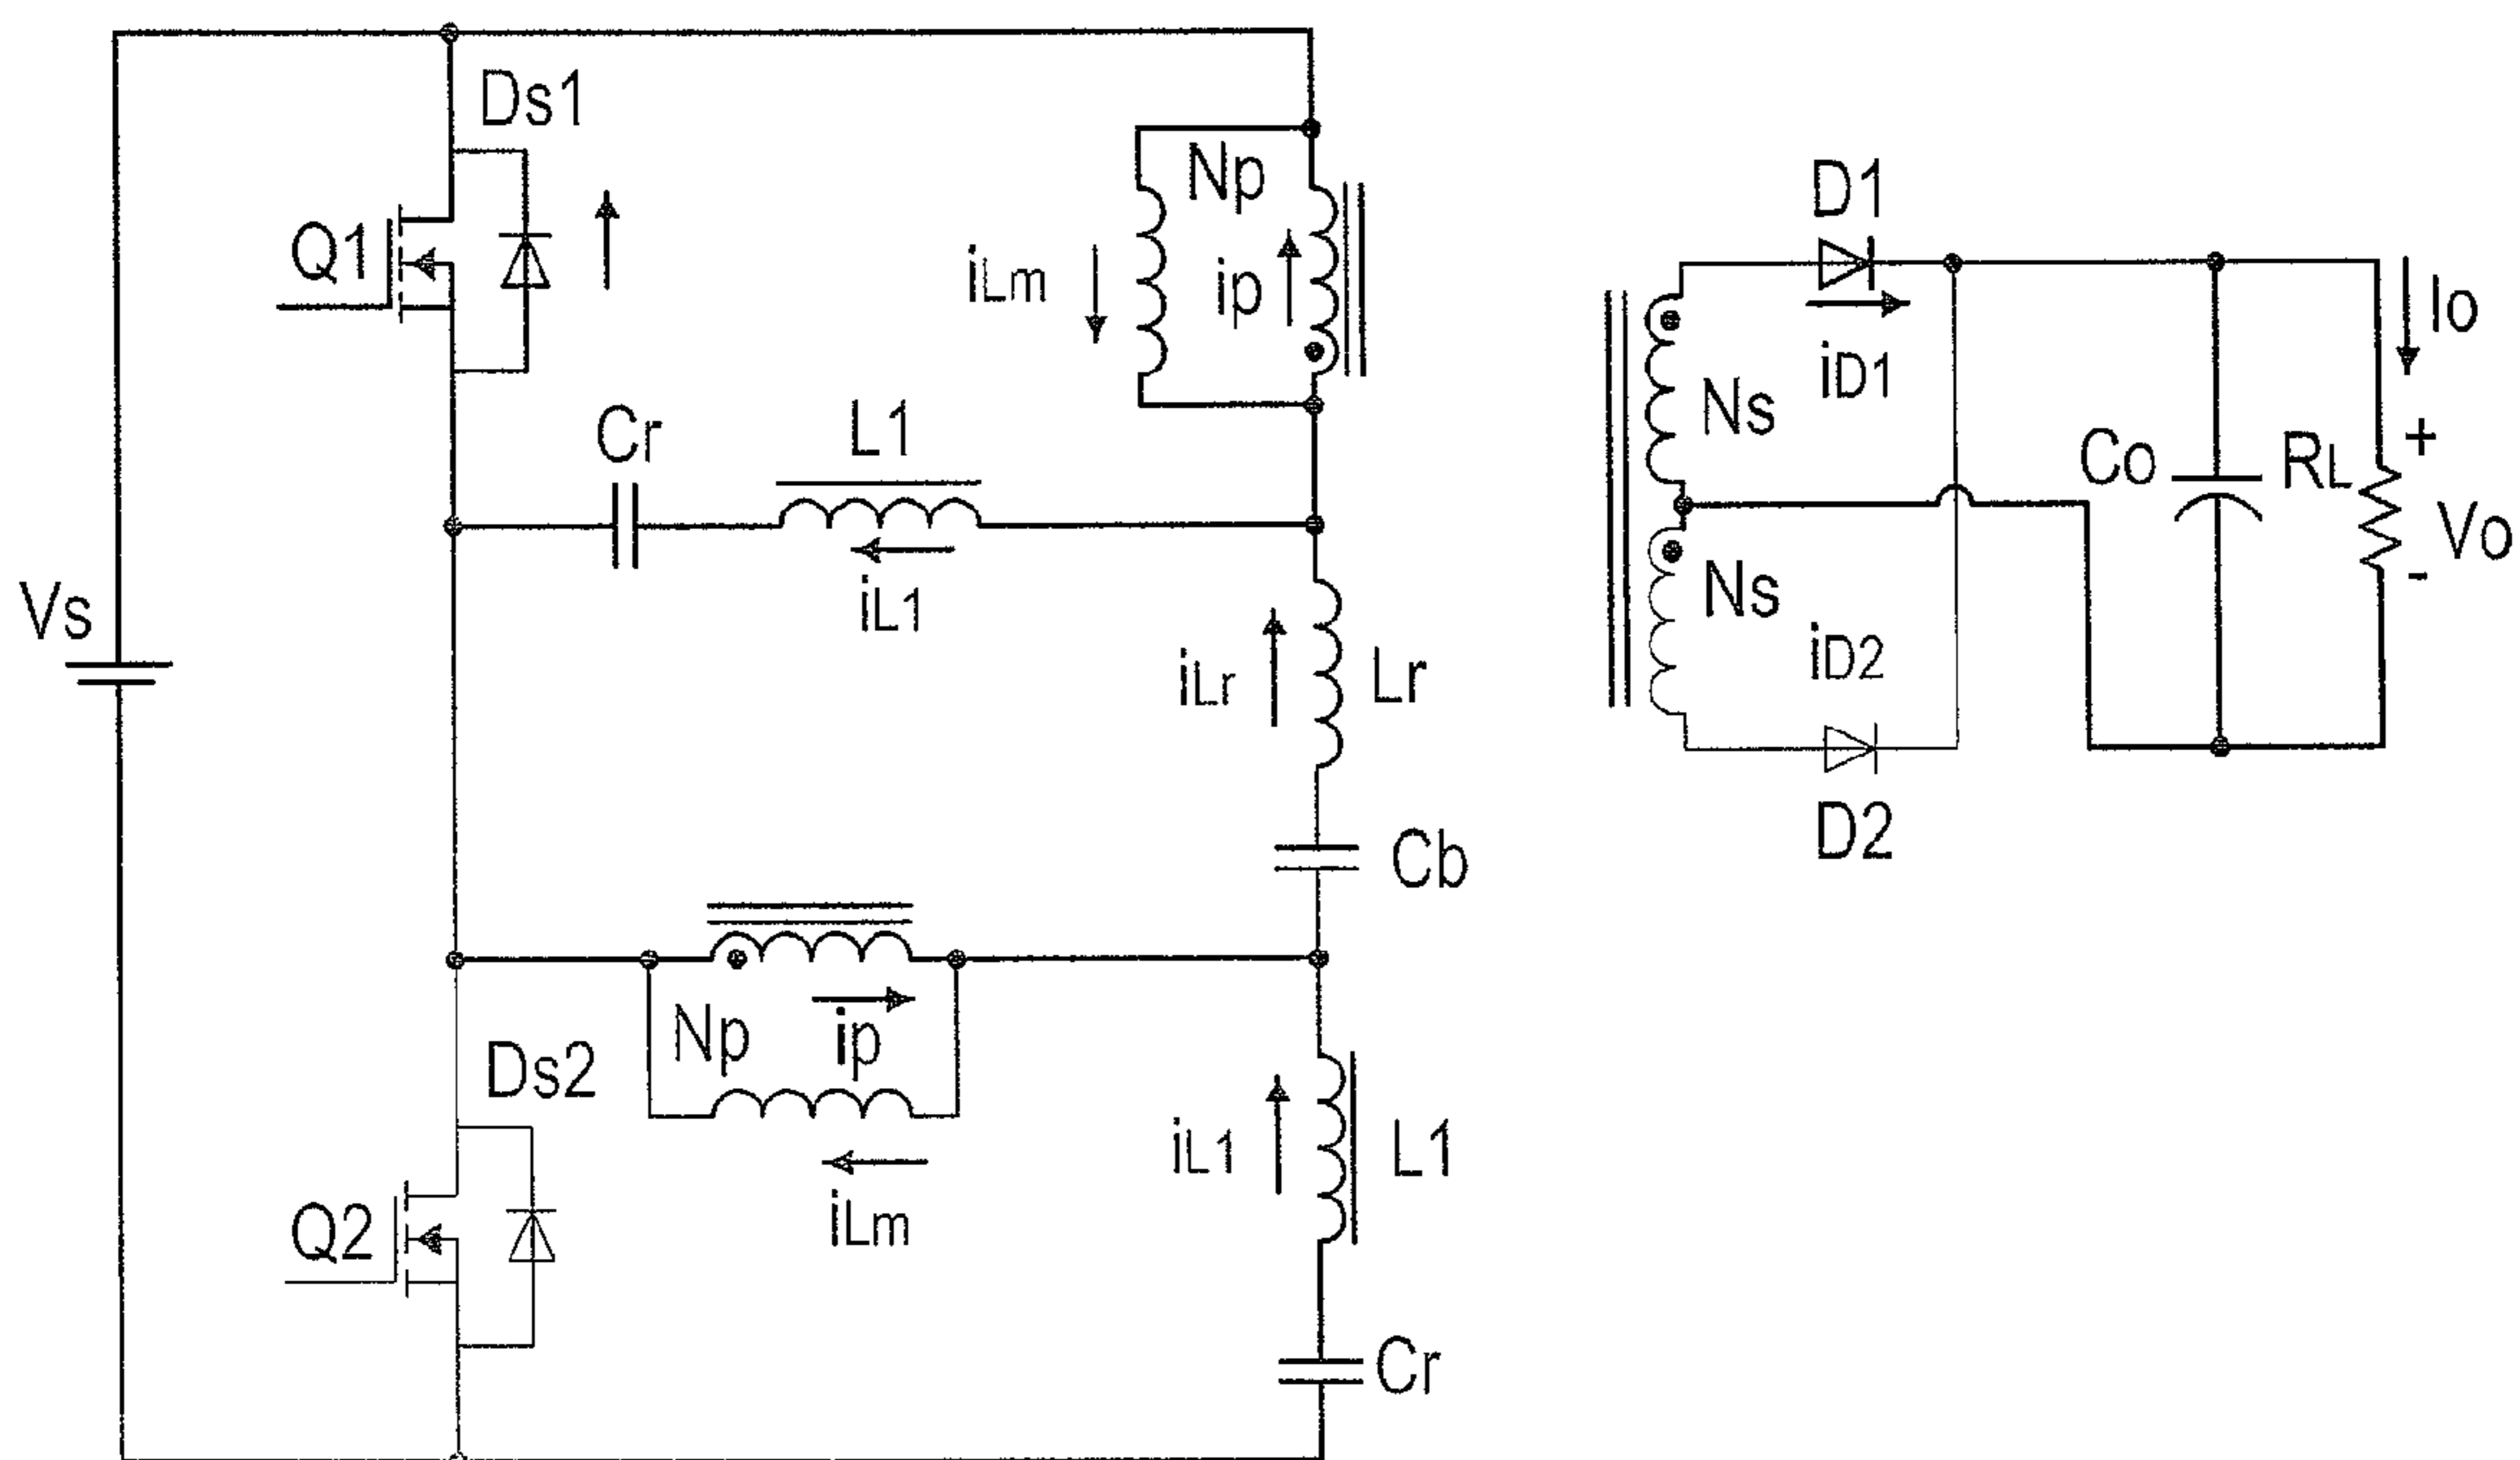 Ds1
Np
D1
Q1
iLm
ip
Io
iD1
Cr
L1
Ns
+
Co
RL
Vo
iL1
Vs
Ns
-
iD2
iLr
Lr
D2
Cb
Np
ip
Ds2
iL1
L1
Q2
iLm
Cr